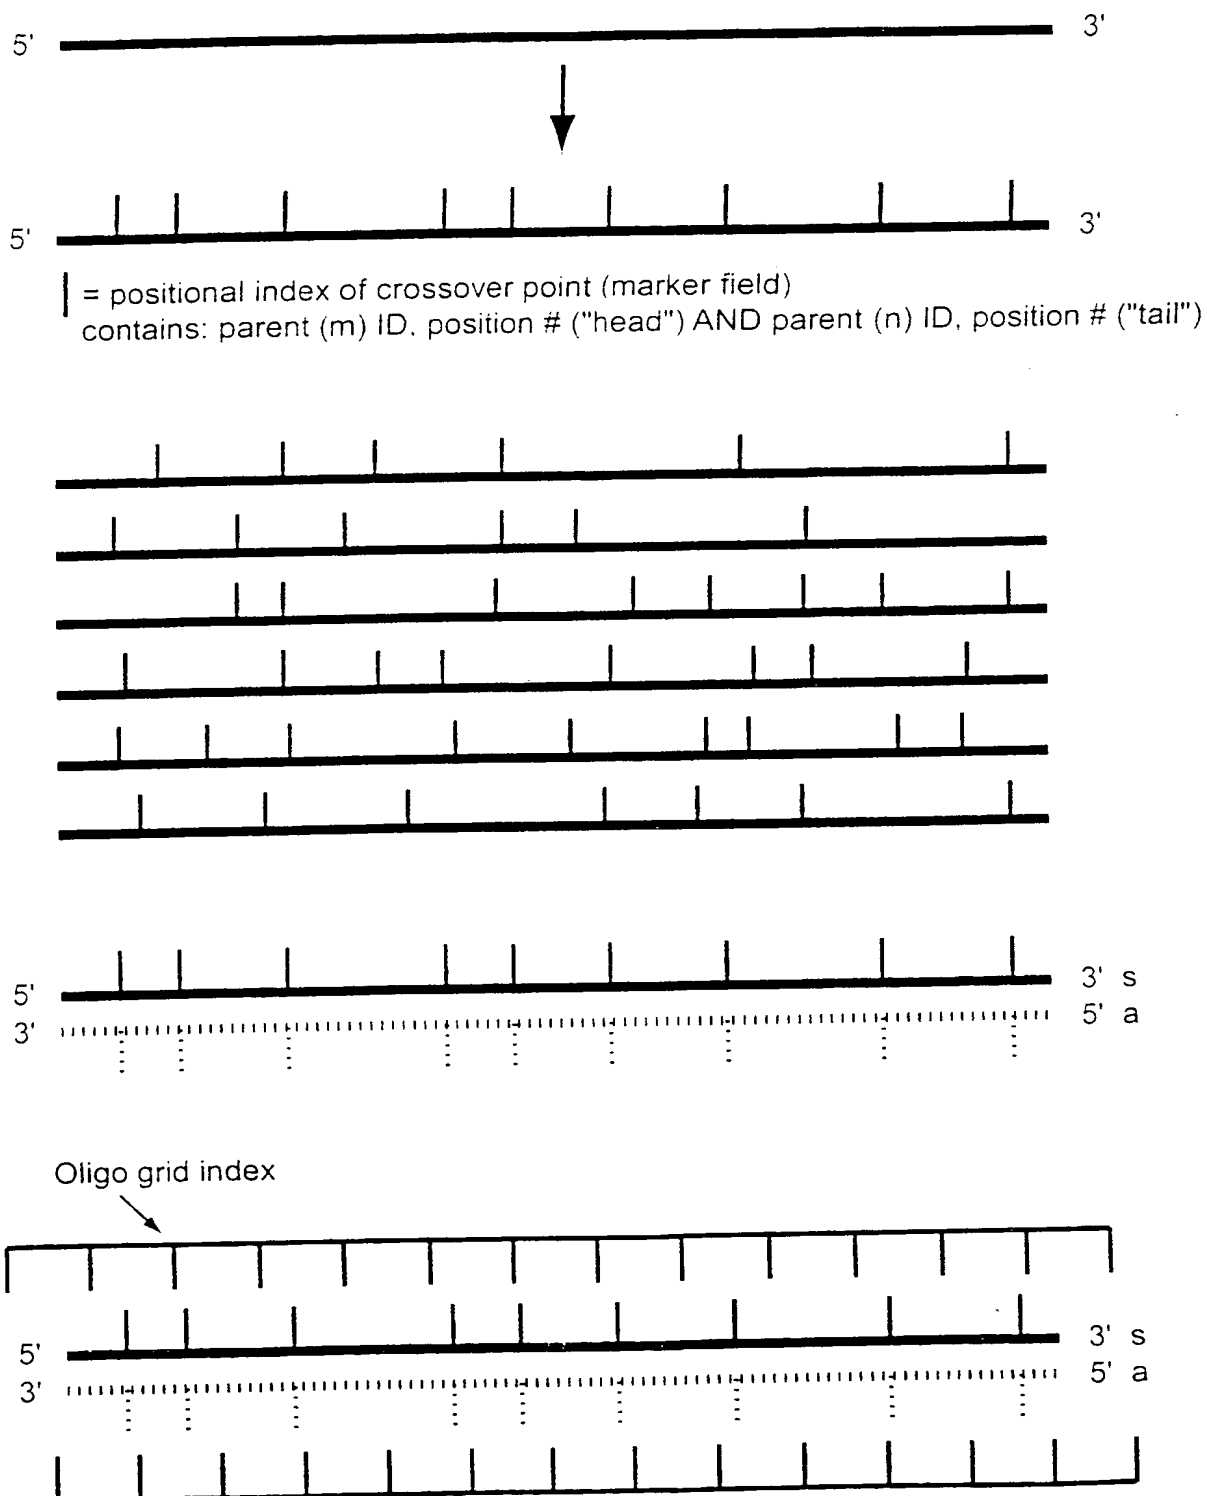 5' 3'
5' 3'
= positional index of crossover point (marker field)
contains: parent (m) ID, position # ("head") AND parent (n) ID, position # ("tail")
5' 3' s
3' 5' a
Oligo grid index
5' 3' s
3' 5' a